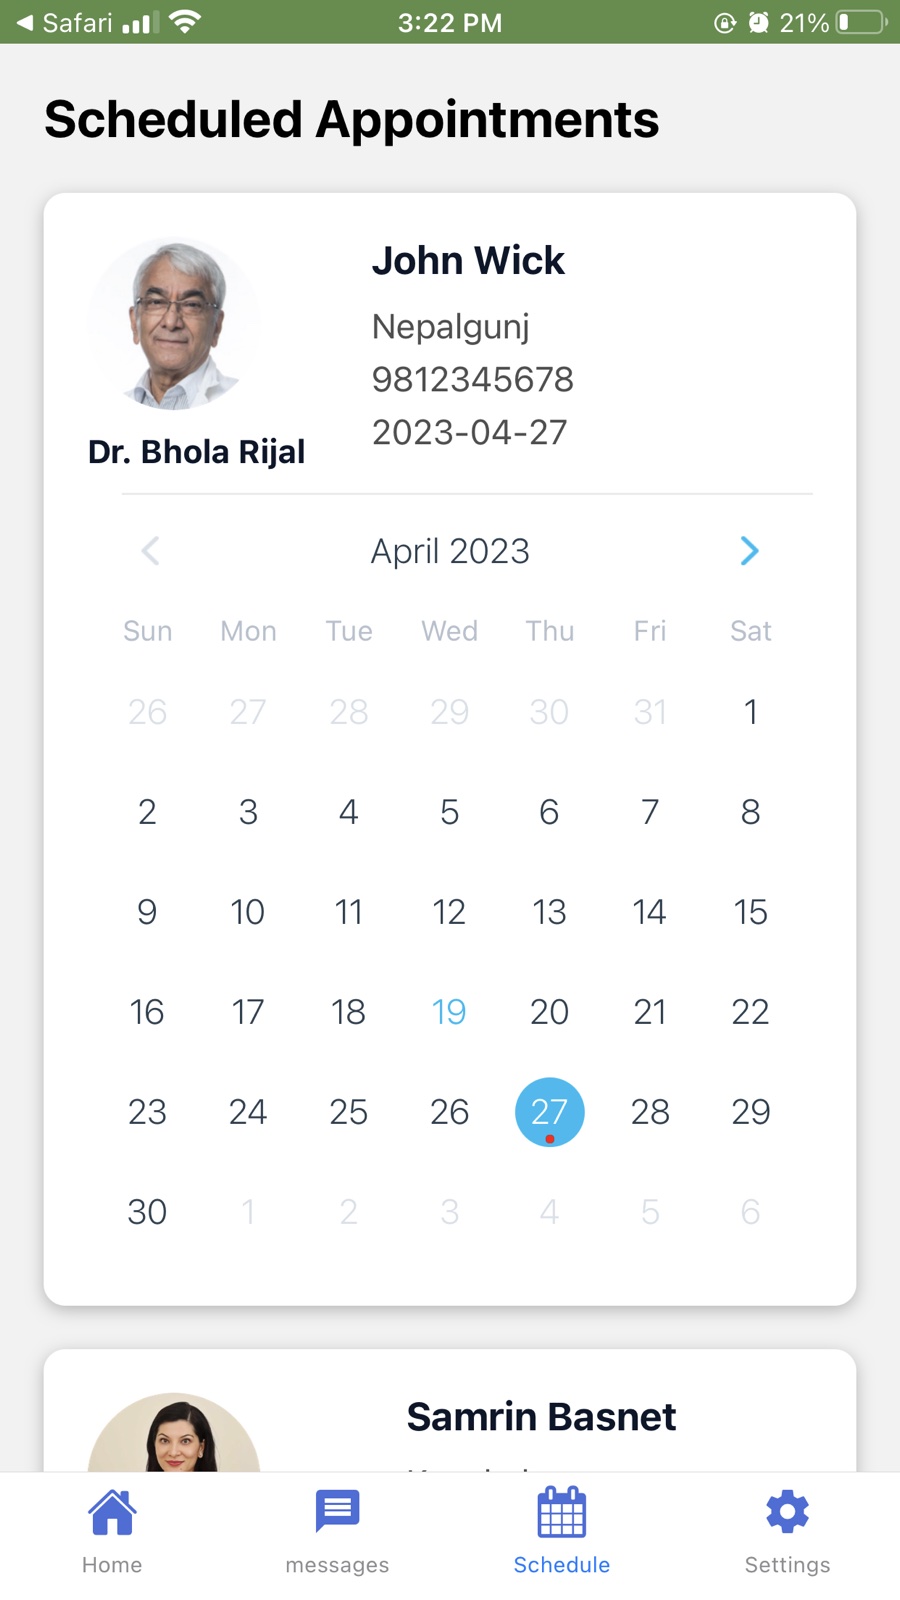 Safari 3:22 PM 21%
Scheduled Appointments
John Wick
Nepalgunj
9812345678
2023-04-27
Dr. Bhola Rijal
April 2023
Sun Mon Tue Wed Thu Fri Sat
26 27 28 29 30 31 1
2 3 4 5 6 7 8
9 10 11 12 13 14 15
16 17 18 19 20 21 22
23 24 25 26 27 28 29
30 1 2 3 4 5 6
Samrin Basnet
Home messages Schedule Settings